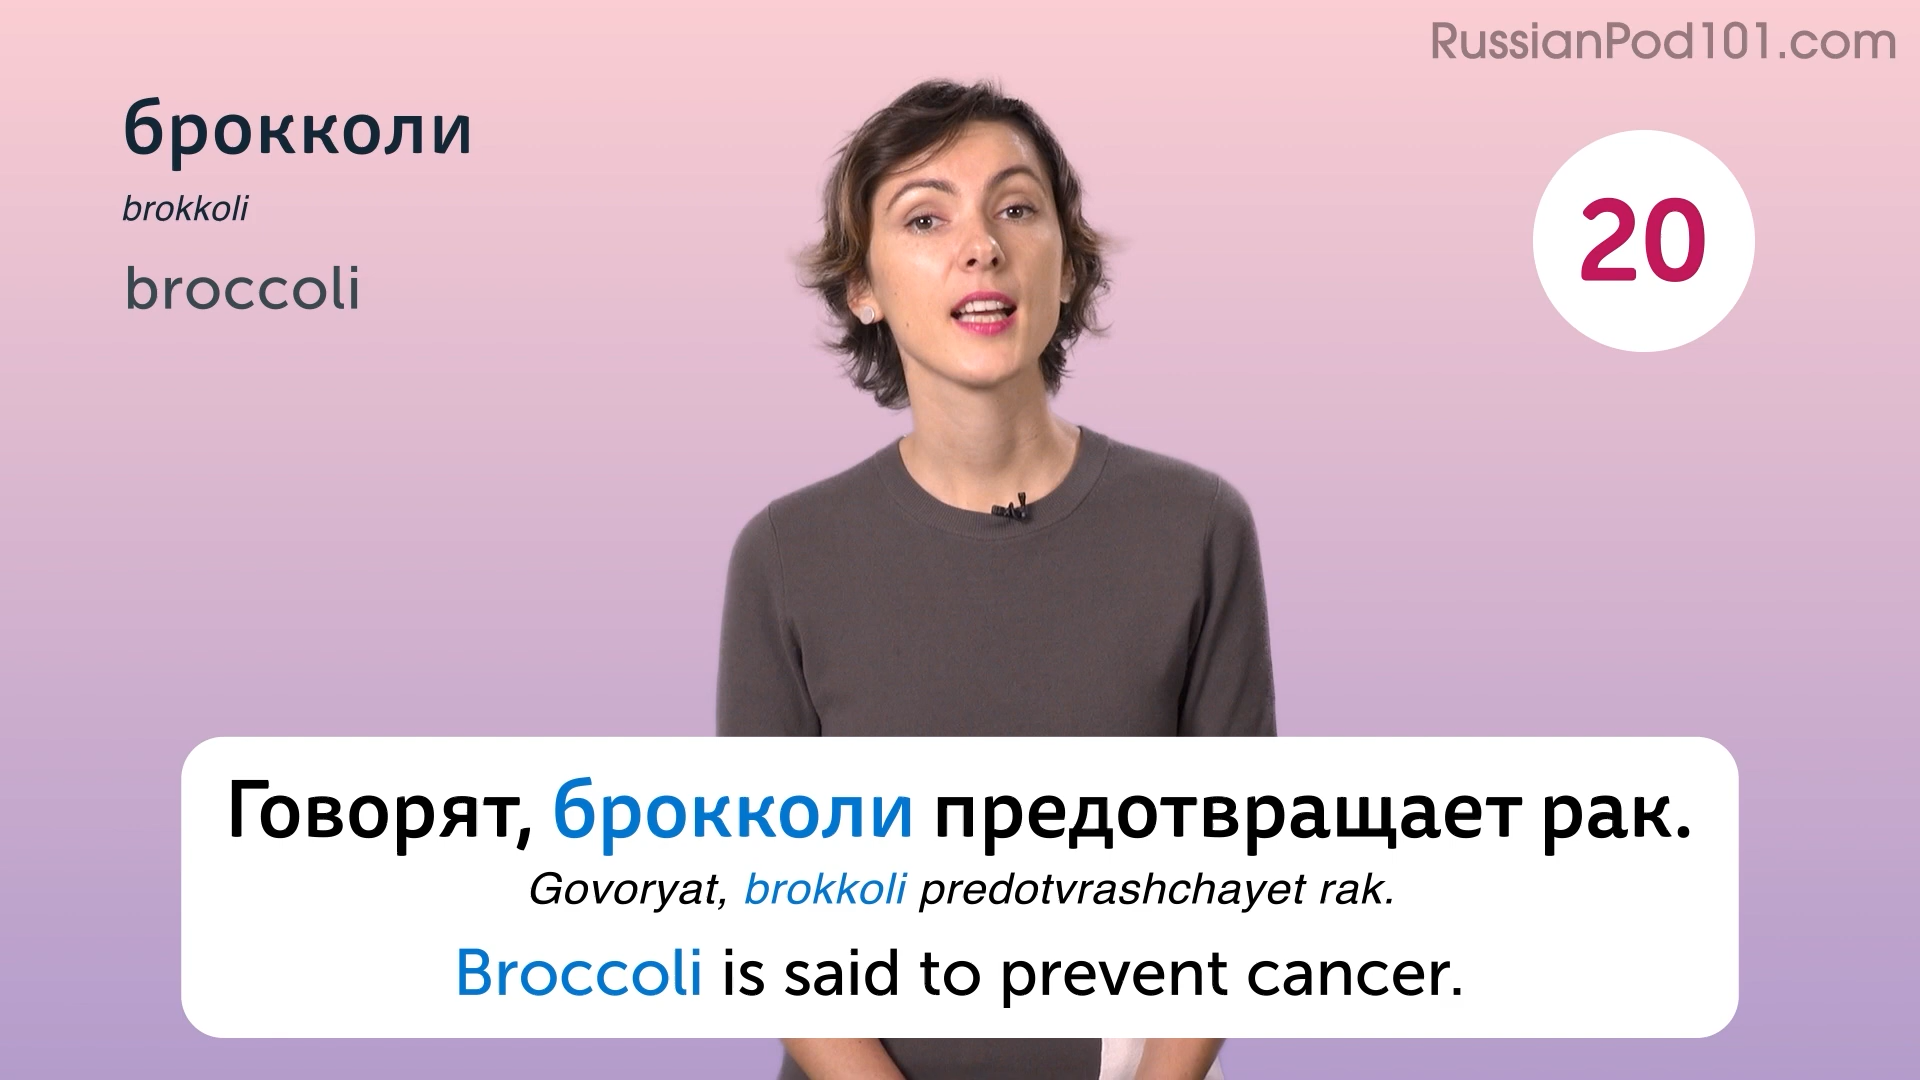 RussianPod101.com
брокколи
brokkoli
broccoli
20
Говорят, брокколи предотвращает рак.
Govoryat, brokkoli predotvrashchayet rak.
Broccoli is said to prevent cancer.